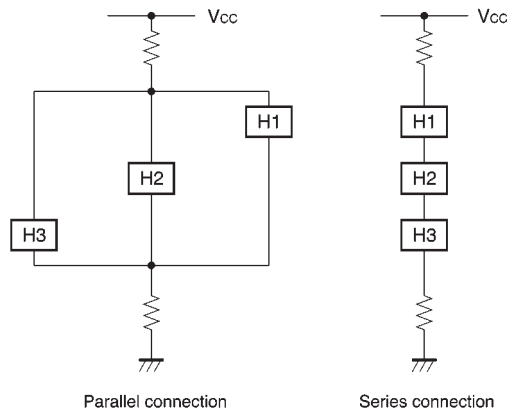 Vcc
H1
H2
H3
Parallel connection
Vcc
H1
H2
H3
Series connection